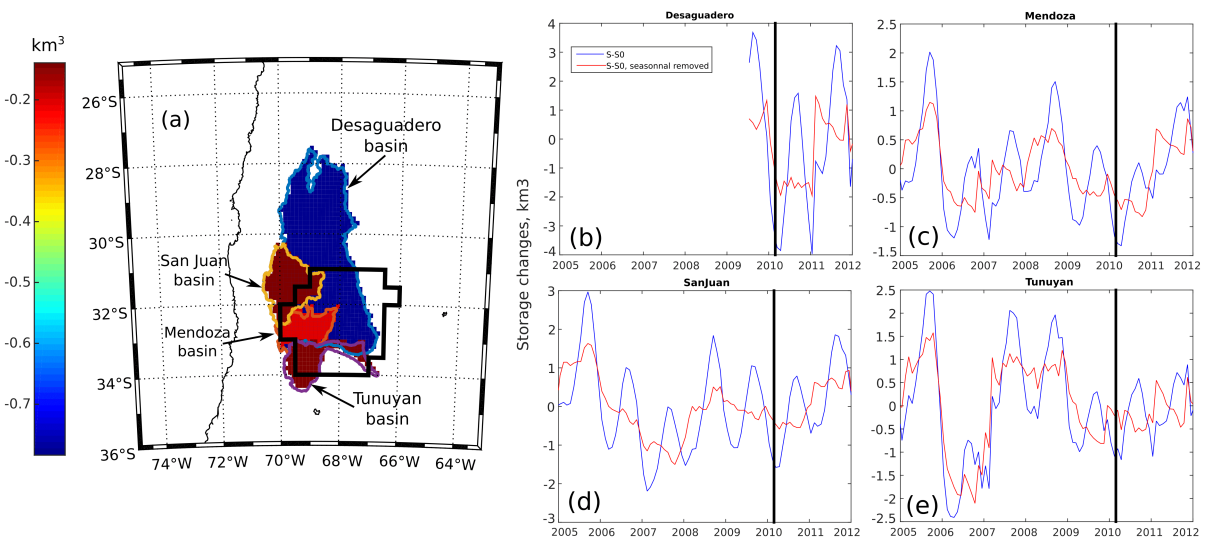 km3
-0.2
-0.3
-0.4
-0.5
-0.6
-0.7
(a)
26°S
28°S
30°S
32°S
34°S
36°S
74°W
72°W
70°W
68°W
66°W
64°W
Desaguadero
basin
San Juan
basin
Mendoza
basin
Tunuyan
basin
Storage changes, km3
Desaguadero
S-S0
S-S0, seasonnal removed
4
3
2
1
0
-1
-2
-3
-4
(b)
2005 2006 2007 2008 2009 2010 2011 2012
Mendoza
2.5
2
1.5
1
0.5
0
-0.5
-1
-1.5
(c)
2005 2006 2007 2008 2009 2010 2011 2012
SanJuan
3
2
1
0
-1
-2
-3
(d)
2005 2006 2007 2008 2009 2010 2011 2012
Tunuyan
2.5
2
1.5
1
0.5
0
-0.5
-1
-1.5
-2
-2.5
(e)
2005 2006 2007 2008 2009 2010 2011 2012